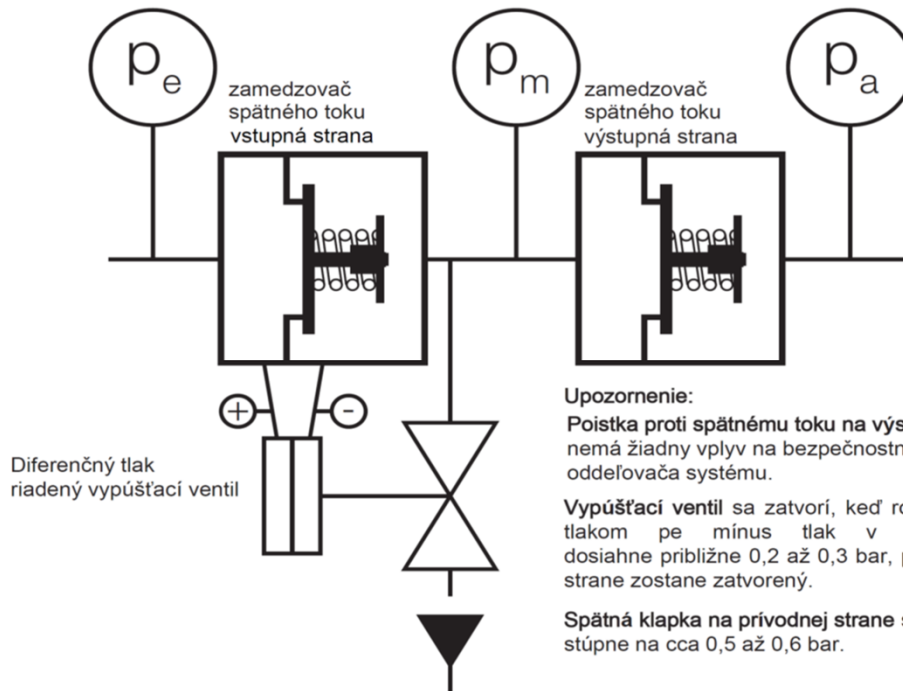 pe
pm
pa
zamedzovač
spätného toku
vstupná strana
zamedzovač
spätného toku
výstupná strana
+
-
Diferenčný tlak
riadený vypúšťací ventil
Upozornenie:
Poistka proti spätnému toku na
nemá žiadny vplyv na
oddeľovača systému.
Vypúšťací ventil sa zatvorí, keď
tlakom pe mínus tlak v
dosiahne približne 0,2 až 0,3 bar,
strane zostane zatvorený.
Spätná klapka na prívodnej strane
stúpne na cca 0,5 až 0,6 bar.